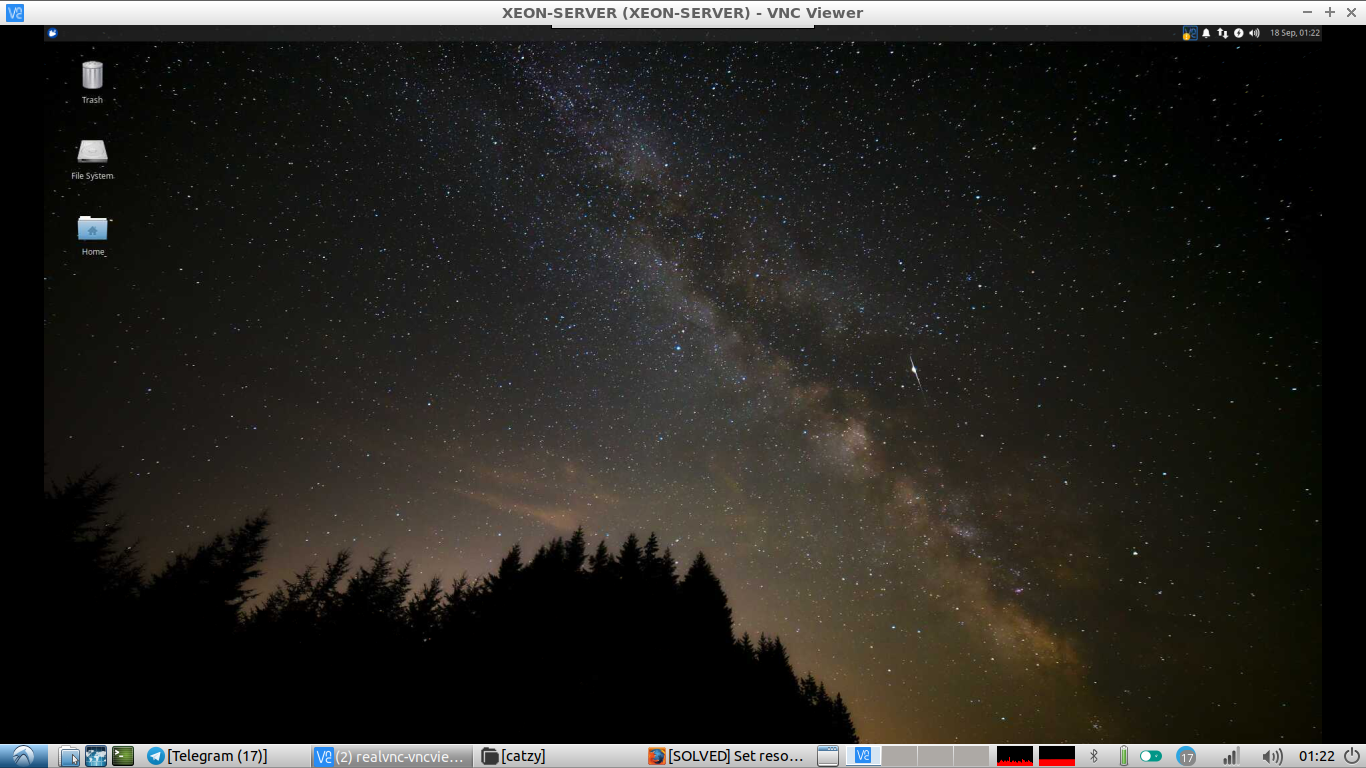 XEON-SERVER (XEON-SERVER) - VNC Viewer
18 Sep, 01:22
Trash
File System
Home
[Telegram (17)]
(2) realvnc-vncvie...
[catzy]
[SOLVED] Set reso...
17
01:22